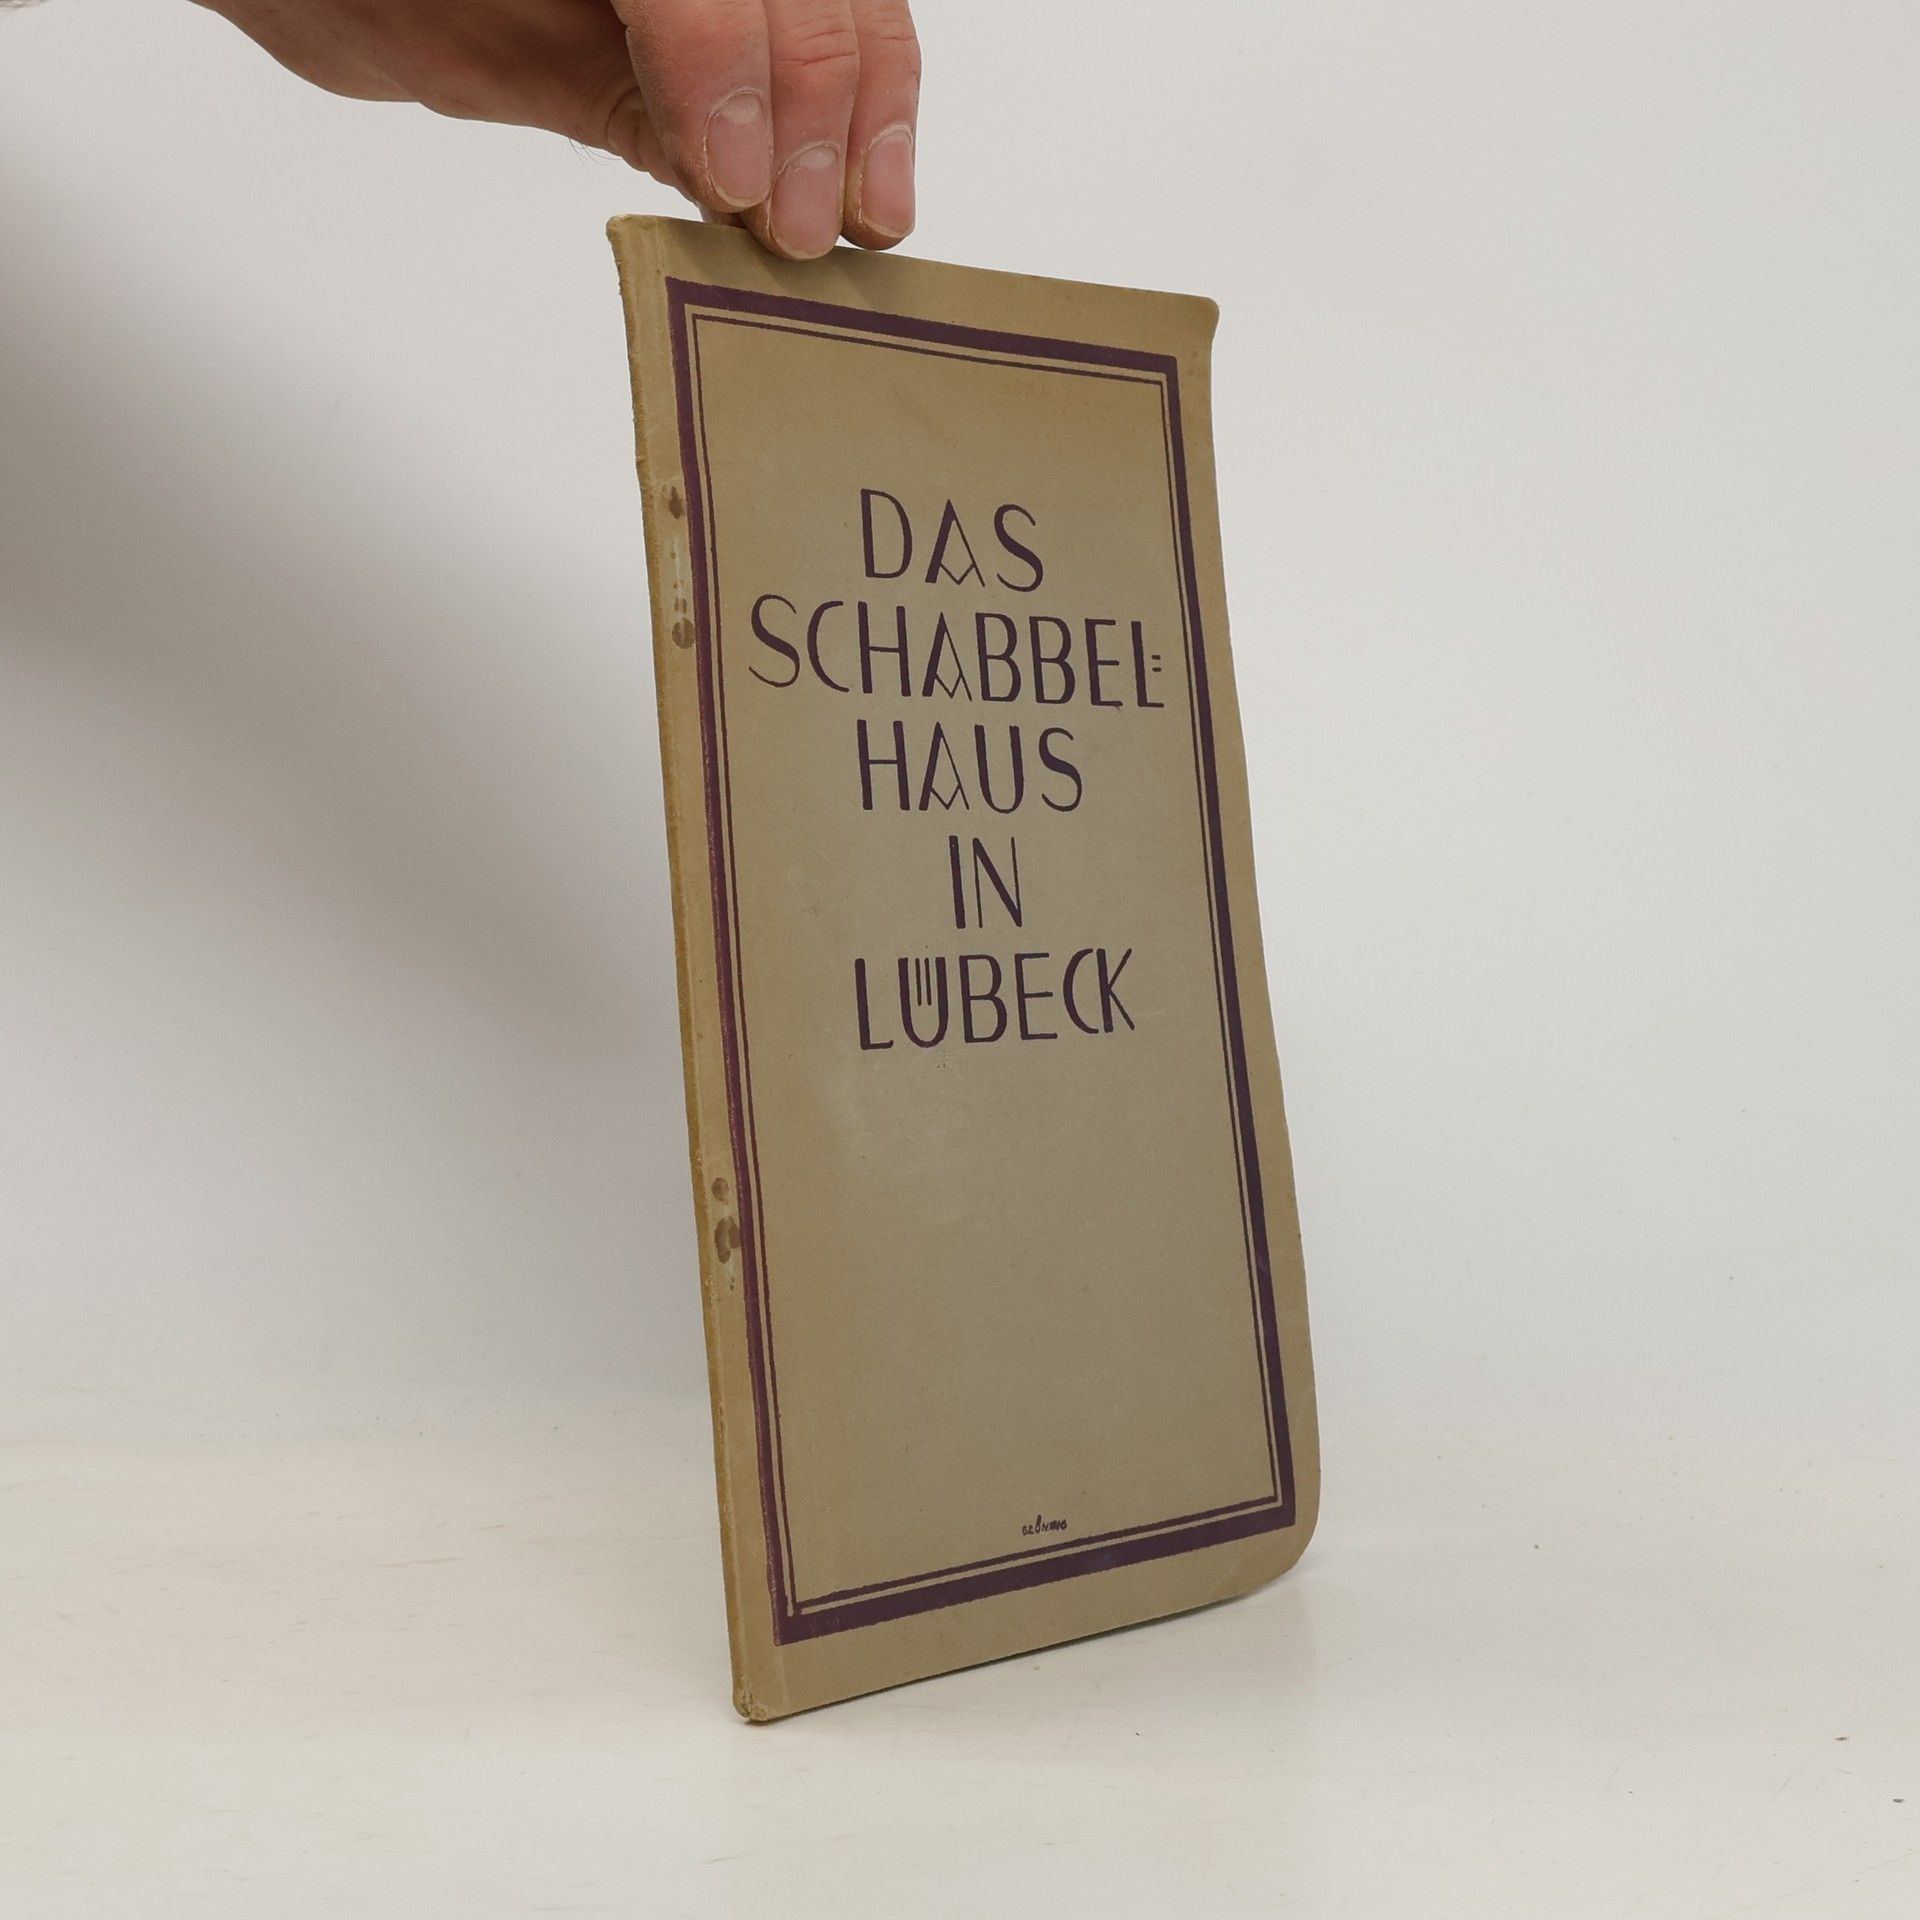 DAS
SCHABBEL=
HAUS
IN
LÜBECK